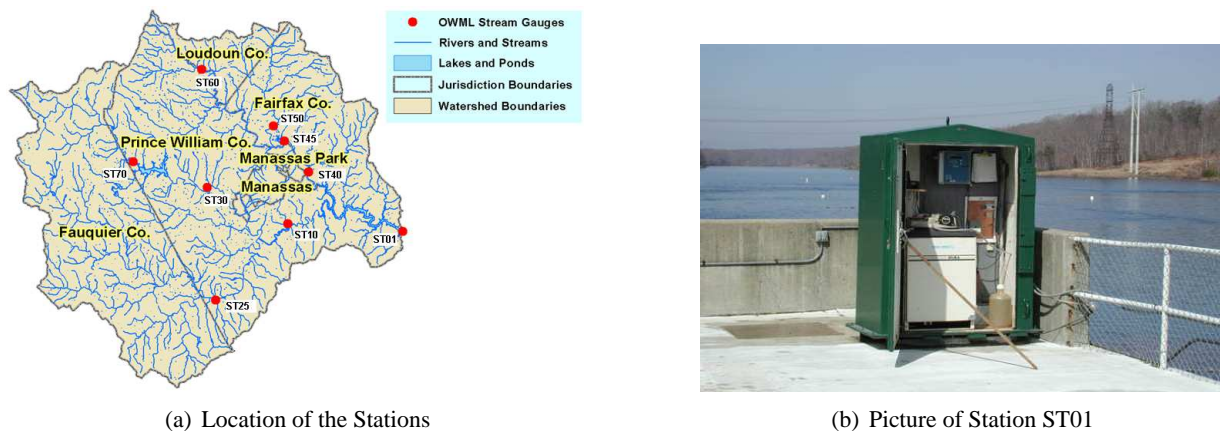 OWML Stream Gauges
Rivers and Streams
Lakes and Ponds
Jurisdiction Boundaries
Watershed Boundaries
Loudoun Co.
ST60
Fairfax Co.
ST50
ST45
Prince William Co.
Manassas Park
ST70
ST40
Manassas
ST30
Fauquier Co.
ST10
ST01
ST25
(a) Location of the Stations
(b) Picture of Station ST01